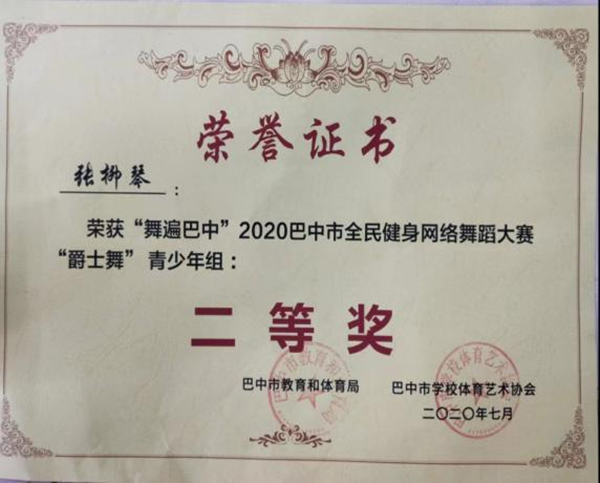 荣誉证书
张柳琴：
荣获“舞遍巴中”2020巴中市全民健身网络舞蹈大赛
“爵士舞” 青少年组：
二等奖
巴中市教育和体育局 巴中市学校体育艺术协会
二〇二〇年七月